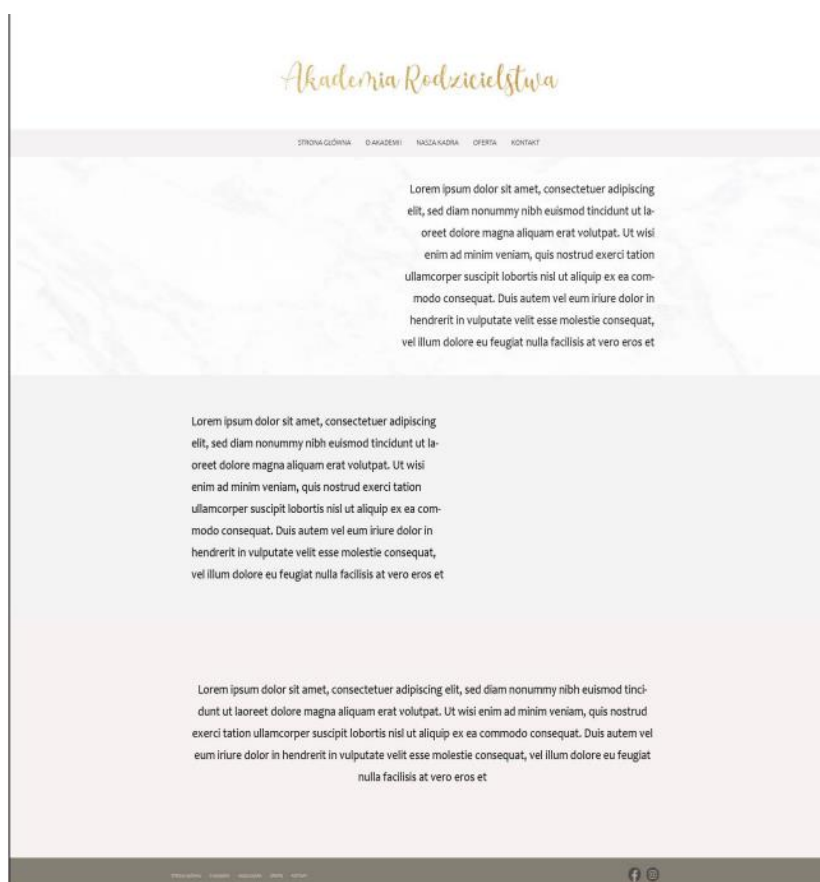 Akademia Rodzicielstwa
STRONA GŁÓWNA O AKADEMII NASZA KADRA OFERTA KONTAKT
Lorem ipsum dolor sit amet, consectetuer adipiscing
elit, sed diam nonummy nibh euismod tincidunt ut la-
oreet dolore magna aliquam erat volutpat. Ut wisi
enim ad minim veniam, quis nostrud exerci tation
ullamcorper suscipit lobortis nisl ut aliquip ex ea com-
modo consequat. Duis autem vel eum iriure dolor in
hendrerit in vulputate velit esse molestie consequat,
vel illum dolore eu feugiat nulla facilisis at vero eros et
Lorem ipsum dolor sit amet, consectetuer adipiscing
elit, sed diam nonummy nibh euismod tincidunt ut la-
oreet dolore magna aliquam erat volutpat. Ut wisi
enim ad minim veniam, quis nostrud exerci tation
ullamcorper suscipit lobortis nisl ut aliquip ex ea com-
modo consequat. Duis autem vel eum iriure dolor in
hendrerit in vulputate velit esse molestie consequat,
vel illum dolore eu feugiat nulla facilisis at vero eros et
Lorem ipsum dolor sit amet, consectetuer adipiscing elit, sed diam nonummy nibh euismod tinci-
dunt ut laoreet dolore magna aliquam erat volutpat. Ut wisi enim ad minim veniam, quis nostrud
exerci tation ullamcorper suscipit lobortis nisl ut aliquip ex ea commodo consequat. Duis autem vel
eum iriure dolor in hendrerit in vulputate velit esse molestie consequat, vel illum dolore eu feugiat
nulla facilisis at vero eros et